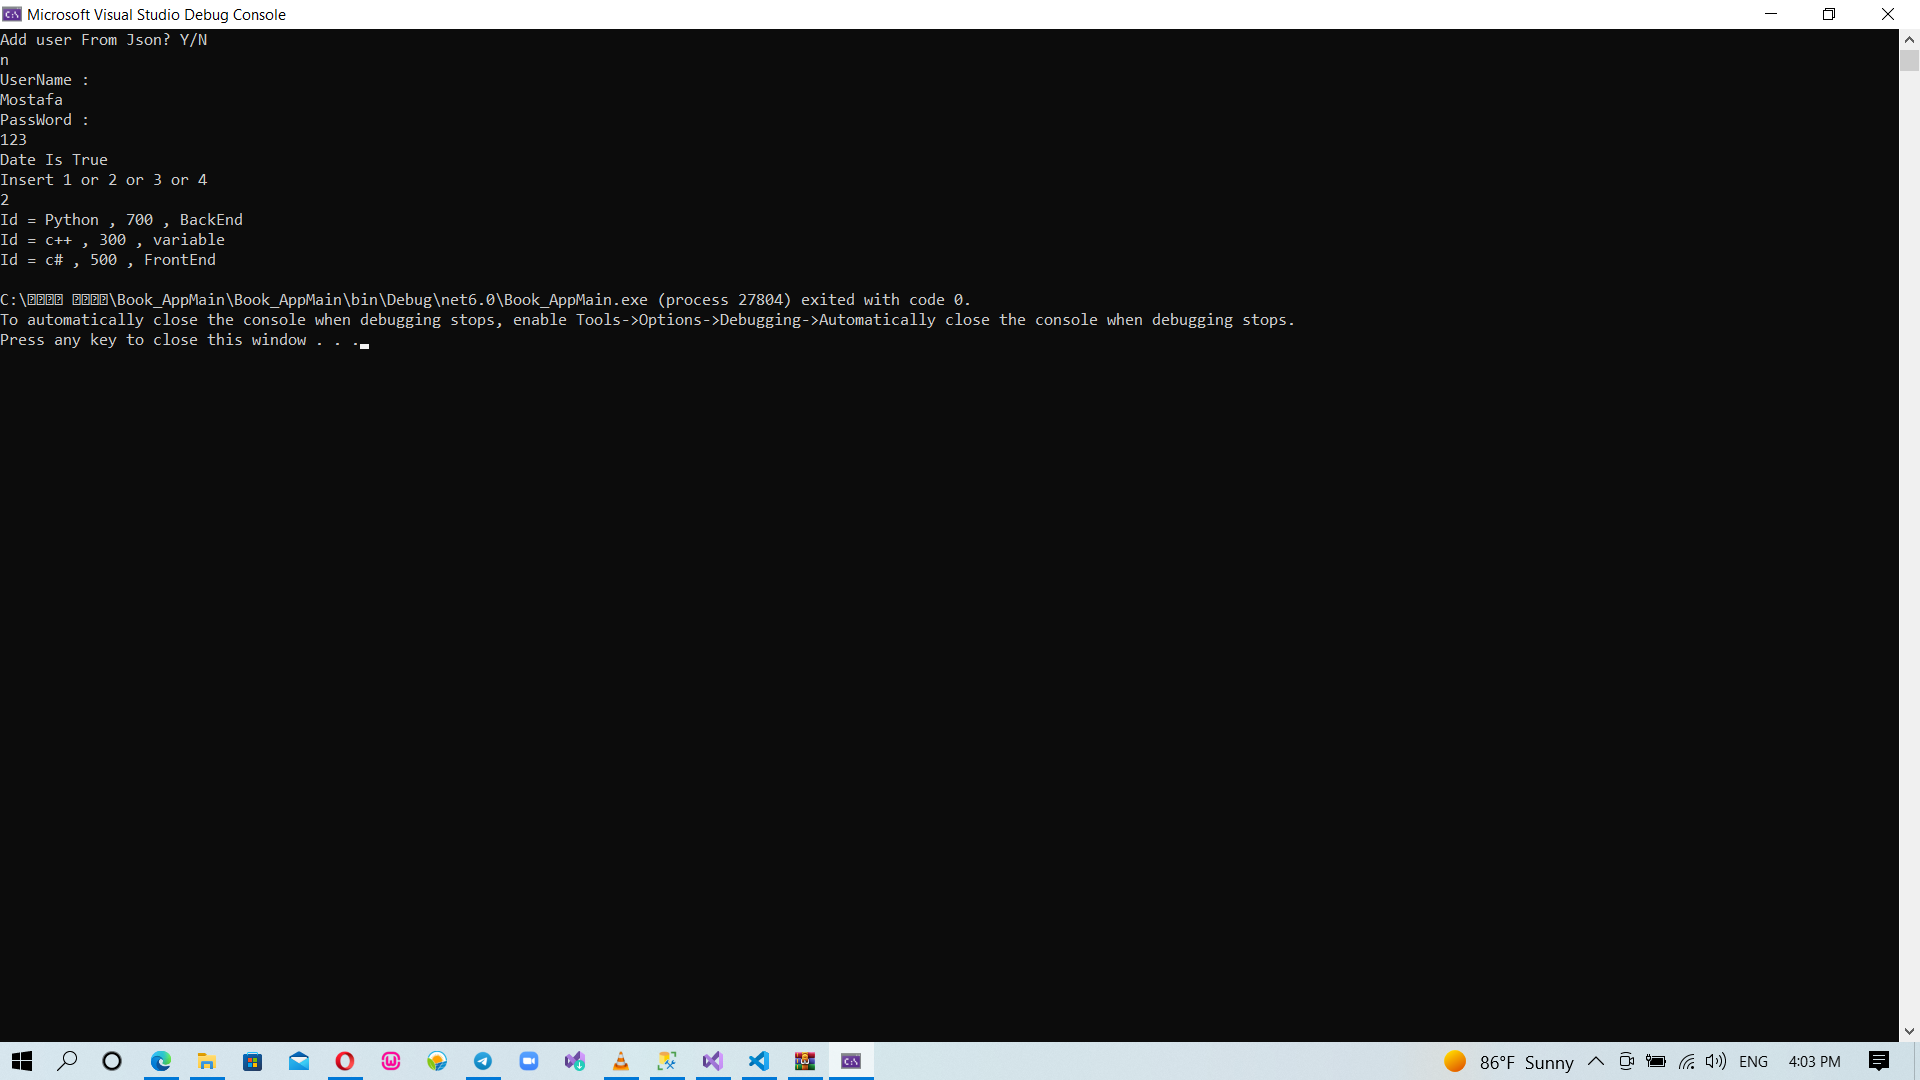 Microsoft Visual Studio Debug Console
Add user From Json? Y/N
n
UserName :
Mostafa
PassWord :
123
Date Is True
Insert 1 or 2 or 3 or 4
2
Id = Python , 700 , BackEnd
Id = c++ , 300 , variable
Id = c# , 500 , FrontEnd
C:\ \Book_AppMain\Book_AppMain\bin\Debug\net6.0\Book_AppMain.exe (process 27804) exited with code 0.
To automatically close the console when debugging stops, enable Tools->Options->Debugging->Automatically close the console when debugging stops.
Press any key to close this window . . .
86°F Sunny ENG 4:03 PM